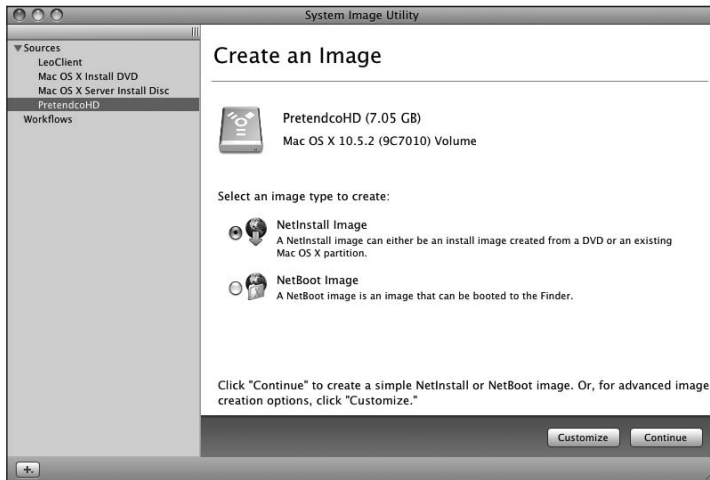 System Image Utility
Sources
LeoClient
Mac OS X Install DVD
Mac OS X Server Install Disc
PretendcoHD
Workflows
Create an Image
PretendcoHD (7.05 GB)
Mac OS X 10.5.2 (9C7010) Volume
Select an image type to create:
NetInstall Image
A NetInstall image can either be an install image created from a DVD or an existing
Mac OS X partition.
NetBoot Image
A NetBoot image is an image that can be booted to the Finder.
Click "Continue" to create a simple NetInstall or NetBoot image. Or, for advanced image
creation options, click "Customize."
Customize
Continue